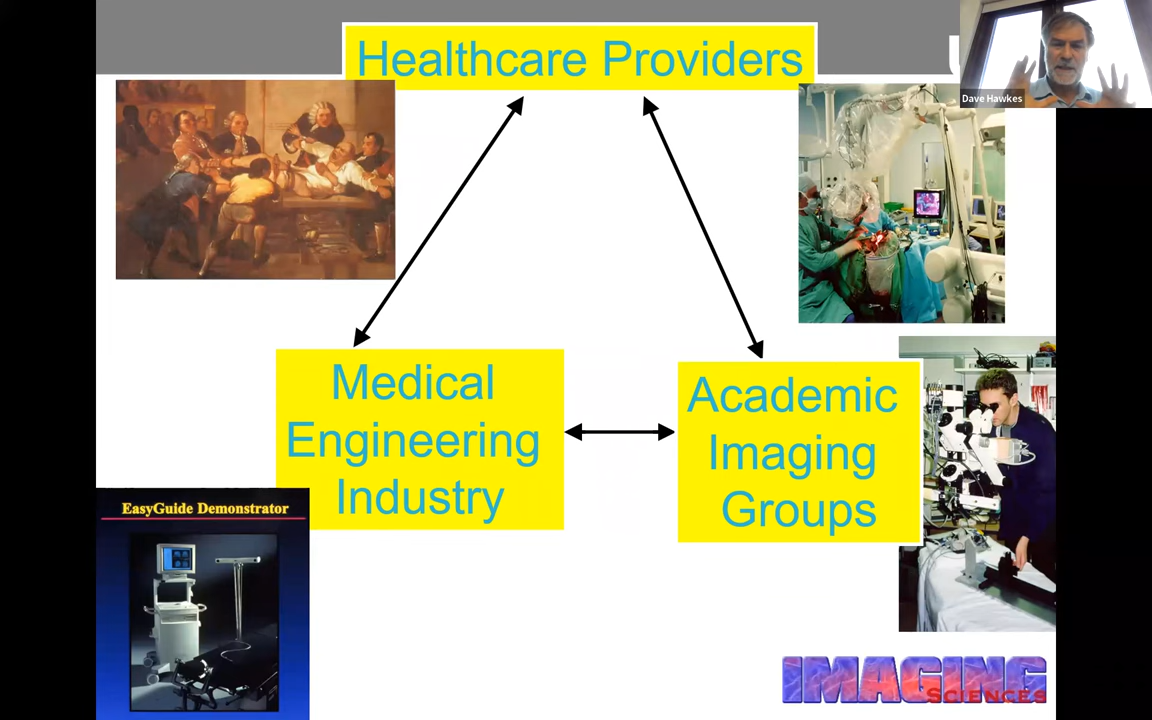 Healthcare Providers
Dave Hawkes
Medical
Engineering
Industry
Academic
Imaging
Groups
EasyGuide Demonstrator
IMAGING
SCIENCES